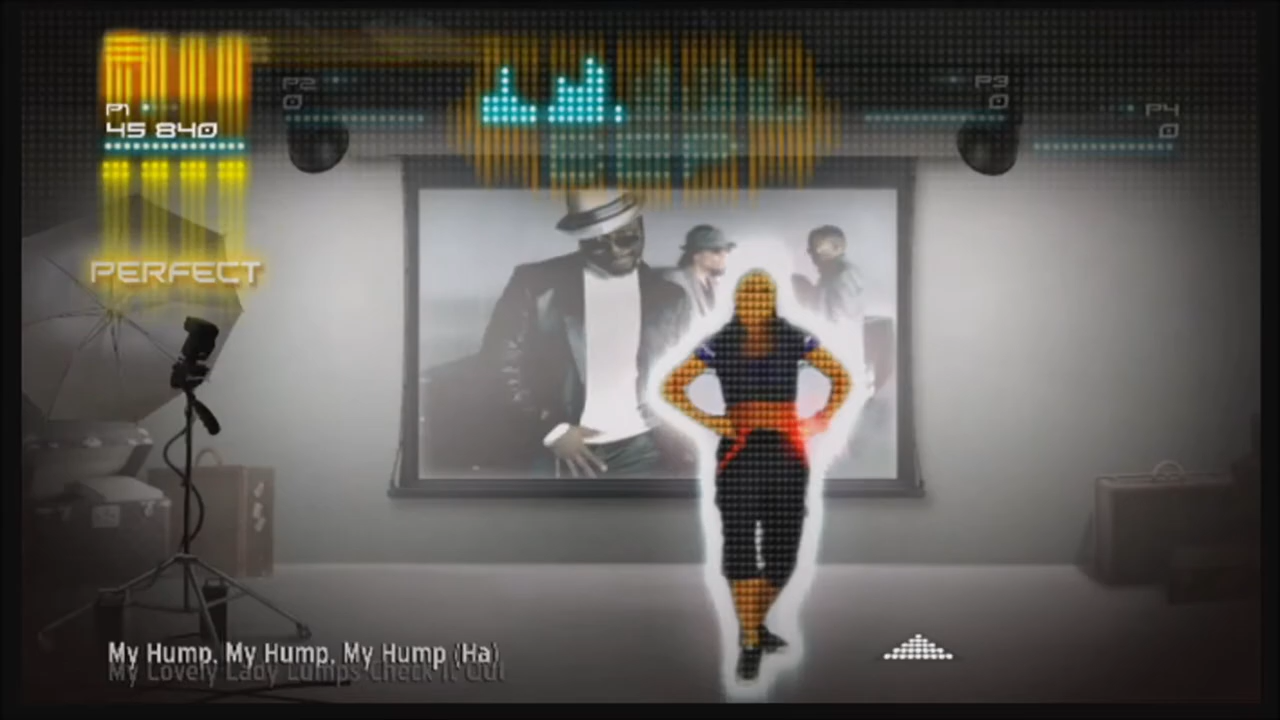 P1
45 840
P2
0
P3
0
P4
0
PERFECT
My Hump, My Hump, My Hump (Ha)
My Lovely Lady Lumps Check It Out